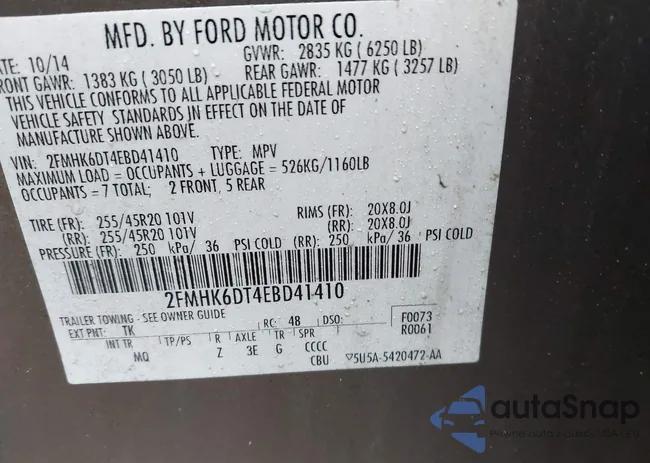 MFD. BY FORD MOTOR CO.
ATE: 10/14
GVWR: 2835 KG ( 6250 LB)
FRONT GAWR: 1383 KG ( 3050 LB)
REAR GAWR: 1477 KG ( 3257 LB)
THIS VEHICLE CONFORMS TO ALL APPLICABLE FEDERAL MOTOR
VEHICLE SAFETY STANDARDS IN EFFECT ON THE DATE OF
MANUFACTURE SHOWN ABOVE.
VIN: 2FMHK6DT4EBD41410 TYPE: MPV
MAXIMUM LOAD = OCCUPANTS + LUGGAGE = 526KG/1160LB
OCCUPANTS = 7 TOTAL; 2 FRONT, 5 REAR
TIRE (FR): 255/45R20 101V RIMS (FR): 20X8.0J
(RR): 255/45R20 101V (RR): 20X8.0J
PRESSURE (FR): 250 kPa/ 36 PSI COLD (RR): 250 kPa/ 36 PSI COLD
2FMHK6DT4EBD41410
TRAILER TOWING - SEE OWNER GUIDE
EXT PNT: TK RC: 48 DSO: F0073
R0061
INT TR TP/PS R AXLE TR SPR
MQ Z 3E G CCCC
CBU ▽5U5A-5420472-AA
autaSnap